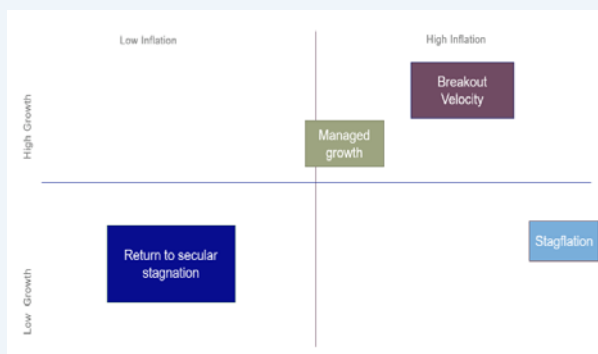 Low Inflation
High Inflation
High Growth
Breakout
Velocity
Managed
growth
Low Growth
Return to secular
stagnation
Stagflation